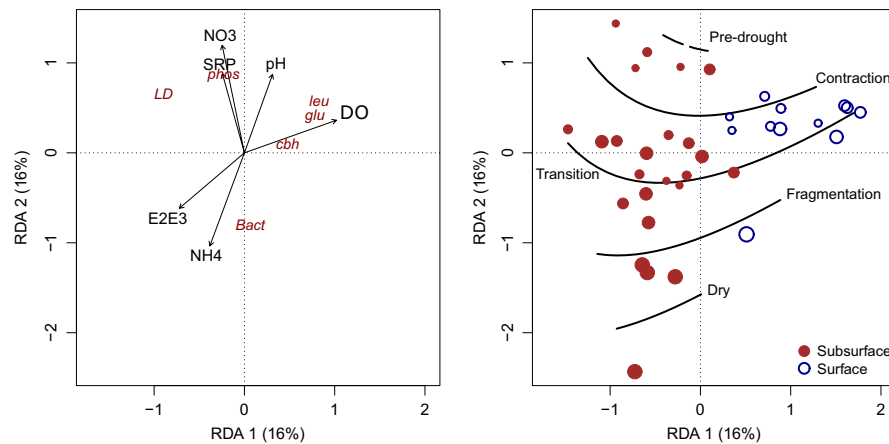 NO3
SRP
phos
pH
LD
leu
glu
DO
cbh
E2E3
Bact
NH4
1
0
−1
−2
−1
0
1
2
RDA 2 (16%)
RDA 1 (16%)
Pre-drought
Contraction
Transition
Fragmentation
Dry
Subsurface
Surface
1
0
−1
−2
−1
0
1
2
RDA 2 (16%)
RDA 1 (16%)